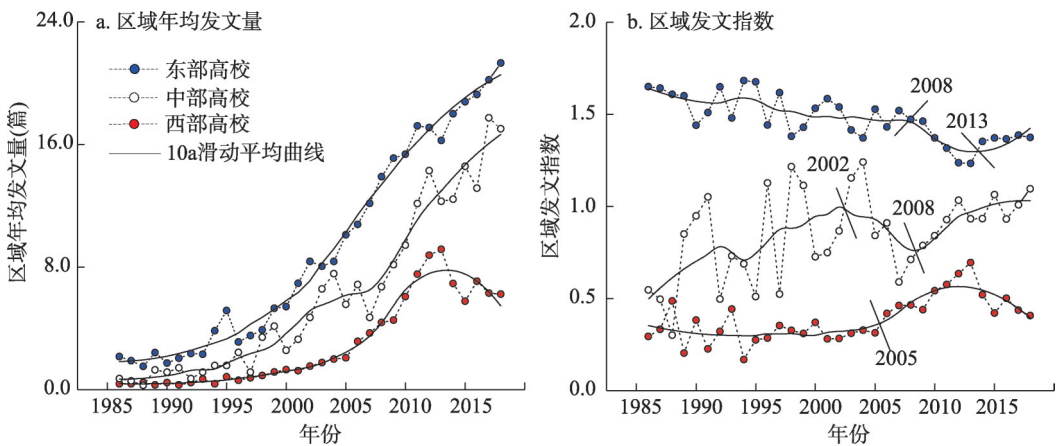 a. 区域年均发文量
24.0
16.0
8.0
0.0
区域年均发文量(篇)
东部高校
中部高校
西部高校
10a滑动平均曲线
1985 1990 1995 2000 2005 2010 2015
年份
b. 区域发文指数
2.0
1.5
1.0
0.5
0.0
区域发文指数
2008
2013
2002
2008
2005
1985 1990 1995 2000 2005 2010 2015
年份